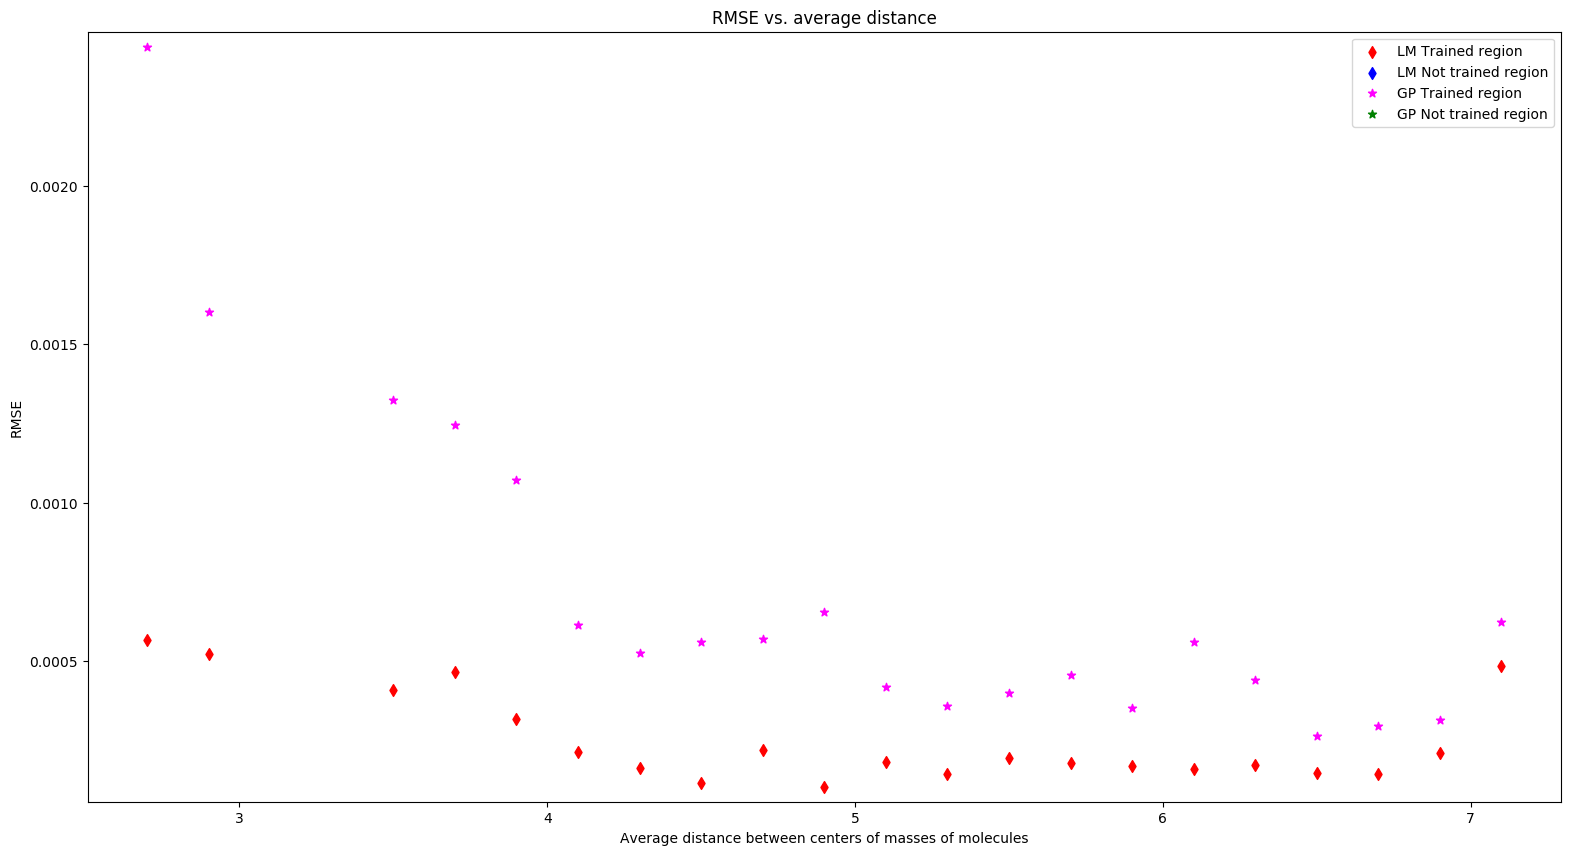 RMSE vs. average distance
LM Trained region
LM Not trained region
GP Trained region
GP Not trained region
0.0020
0.0015
0.0010
0.0005
RMSE
3 4 5 6 7
Average distance between centers of masses of molecules